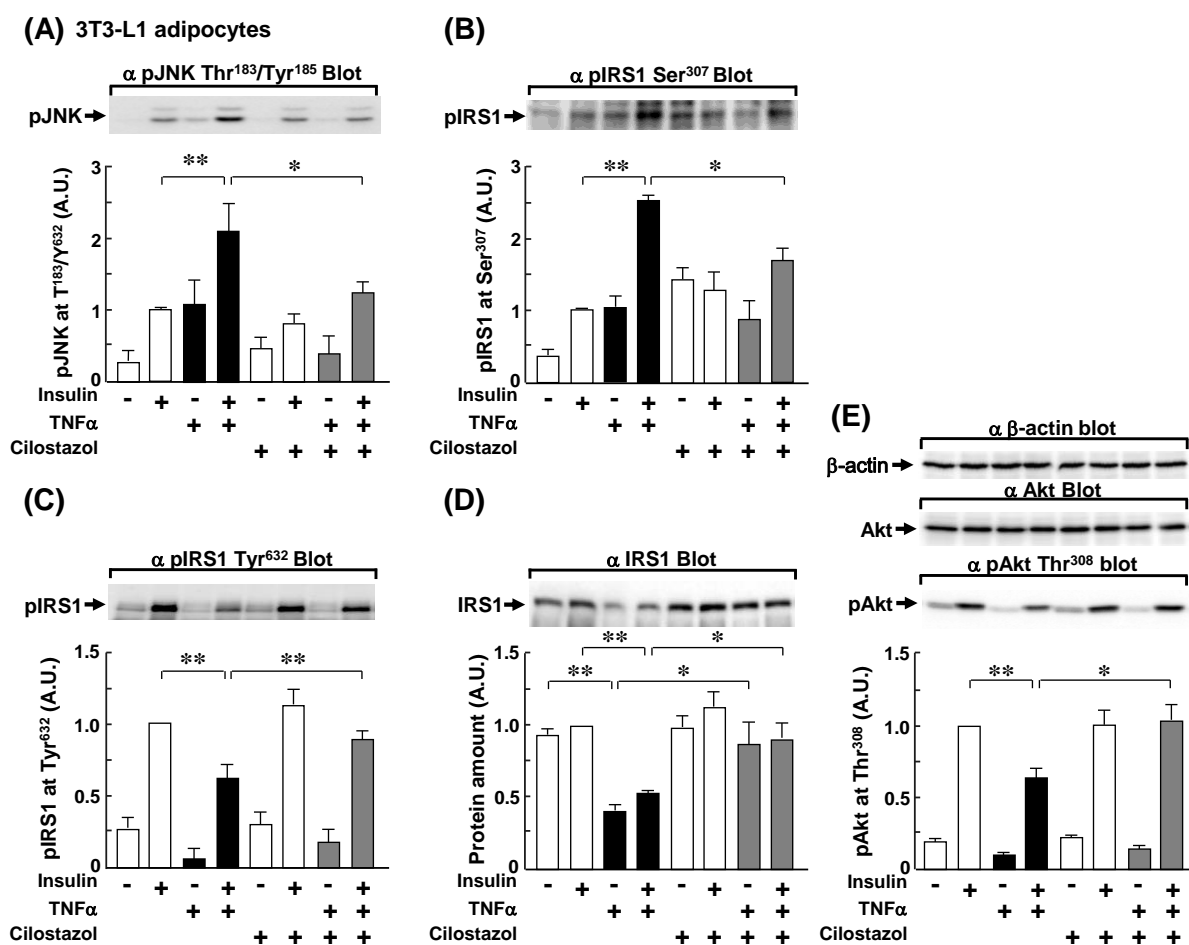 (A) 3T3-L1 adipocytes
α pJNK Thr¹⁸³/Tyr¹⁸⁵ Blot
pJNK
** *
3
2
1
0
pJNK at T¹⁸³/Y⁶³² (A.U.)
Insulin - + - + - + - +
TNFα + + + +
Cilostazol + + + +
(B)
α pIRS1 Ser³⁰⁷ Blot
pIRS1
** *
3
2
1
0
pIRS1 at Ser³⁰⁷ (A.U.)
Insulin - + - + - + - +
TNFα + + + +
Cilostazol + + + +
(C)
α pIRS1 Tyr⁶³² Blot
pIRS1
** **
1.5
1.0
0.5
0
pIRS1 at Tyr⁶³² (A.U.)
Insulin - + - + - + - +
TNFα + + + +
Cilostazol + + + +
(D)
α IRS1 Blot
IRS1
** *
** *
1.5
1.0
0.5
0
Protein amount (A.U.)
Insulin - + - + - + - +
TNFα + + + +
Cilostazol + + + +
(E)
α β-actin blot
β-actin
α Akt Blot
Akt
α pAkt Thr³⁰⁸ blot
pAkt
** *
1.5
1.0
0.5
0
pAkt at Thr³⁰⁸ (A.U.)
Insulin - + - + - + - +
TNFα + + + +
Cilostazol + + + +